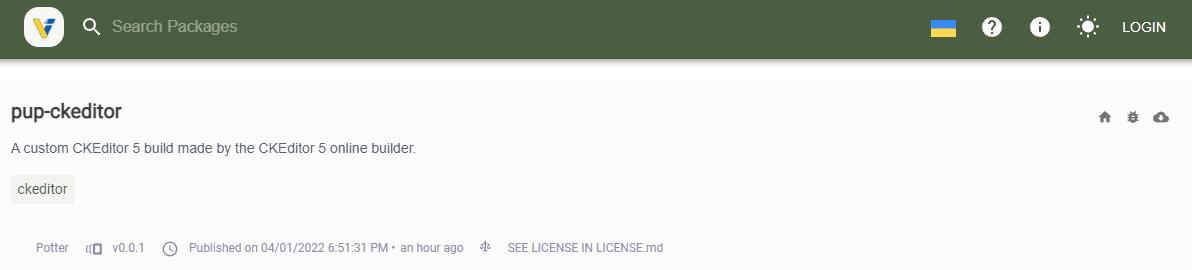 Search Packages LOGIN
pup-ckeditor
A custom CKEditor 5 build made by the CKEditor 5 online builder.
ckeditor
Potter v0.0.1 Published on 04/01/2022 6:51:31 PM • an hour ago SEE LICENSE IN LICENSE.md